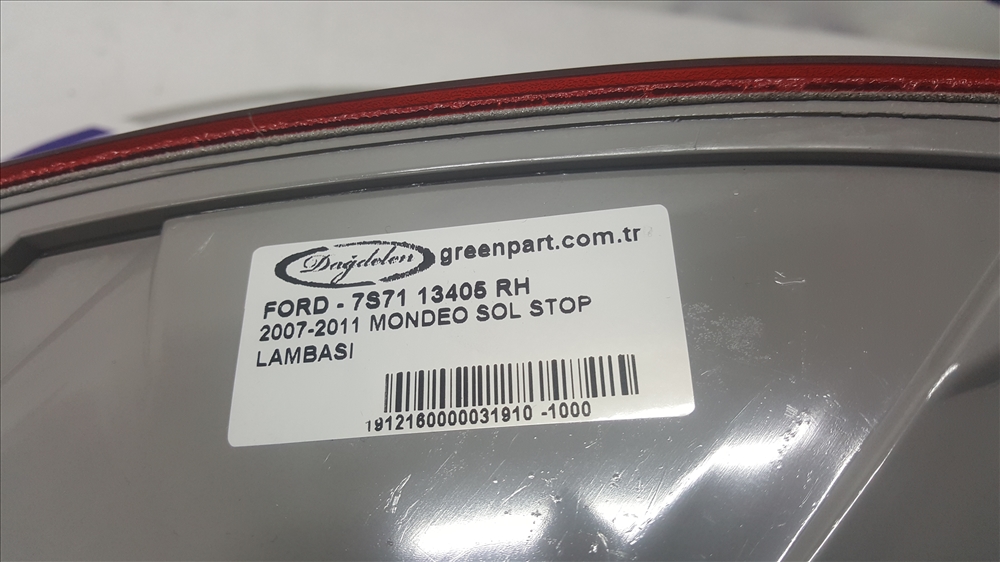 Dağdelen greenpart.com.tr
FORD - 7S71 13405 RH
2007-2011 MONDEO SOL STOP
LAMBASI
1912160000031910 -1000